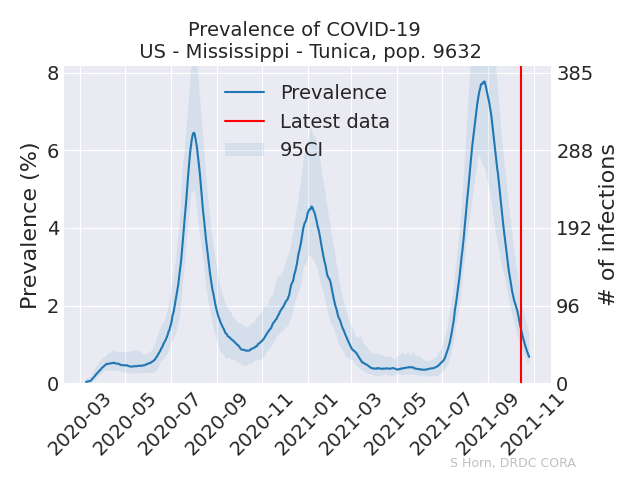 Prevalence of COVID-19
US - Mississippi - Tunica, pop. 9632
Prevalence (%)
8
6
4
2
0
385
288
192
96
0
# of infections
Prevalence
Latest data
95CI
2020-03
2020-05
2020-07
2020-09
2020-11
2021-01
2021-03
2021-05
2021-07
2021-09
2021-11
S Horn, DRDC CORA